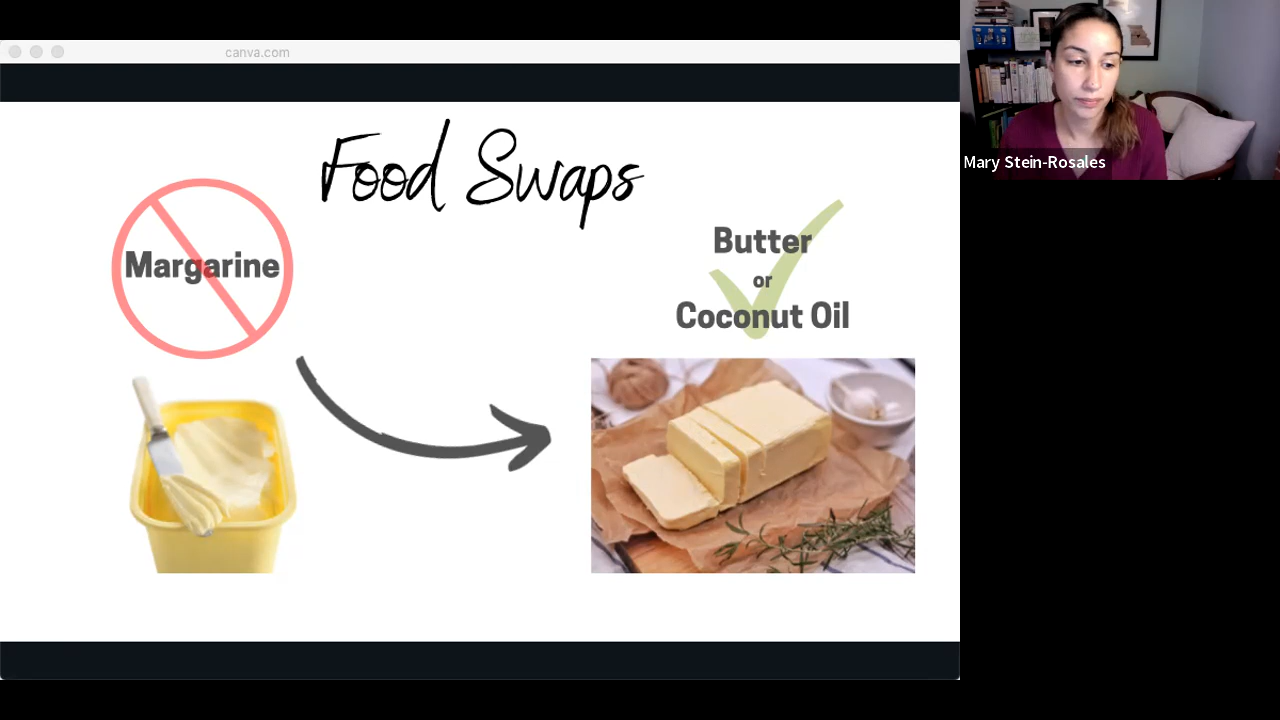 canva.com
Food Swaps
Margarine
Butter
or
Coconut Oil
Mary Stein-Rosales